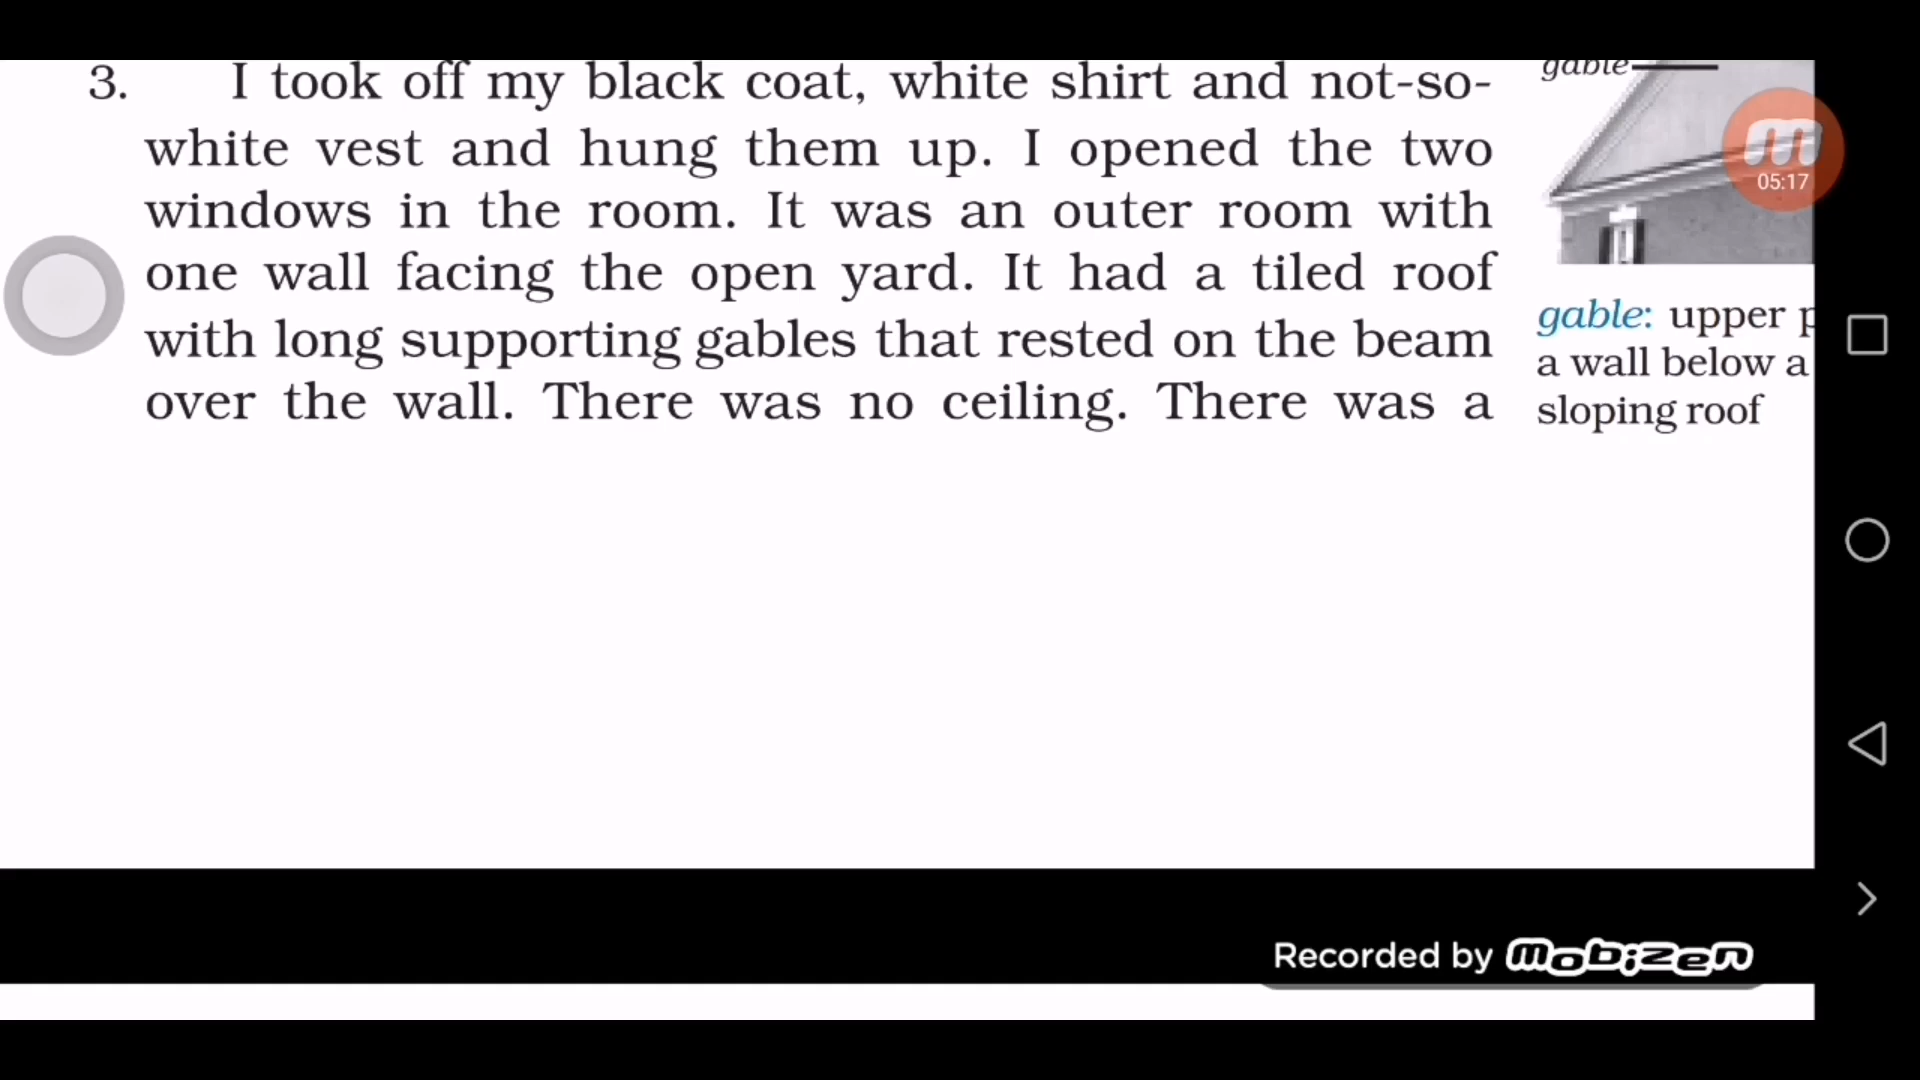 3. I took off my black coat, white shirt and not-so-
white vest and hung them up. I opened the two
windows in the room. It was an outer room with
one wall facing the open yard. It had a tiled roof
with long supporting gables that rested on the beam
over the wall. There was no ceiling. There was a
gable
05:17
gable: upper p
a wall below a
sloping roof
Recorded by mobizen